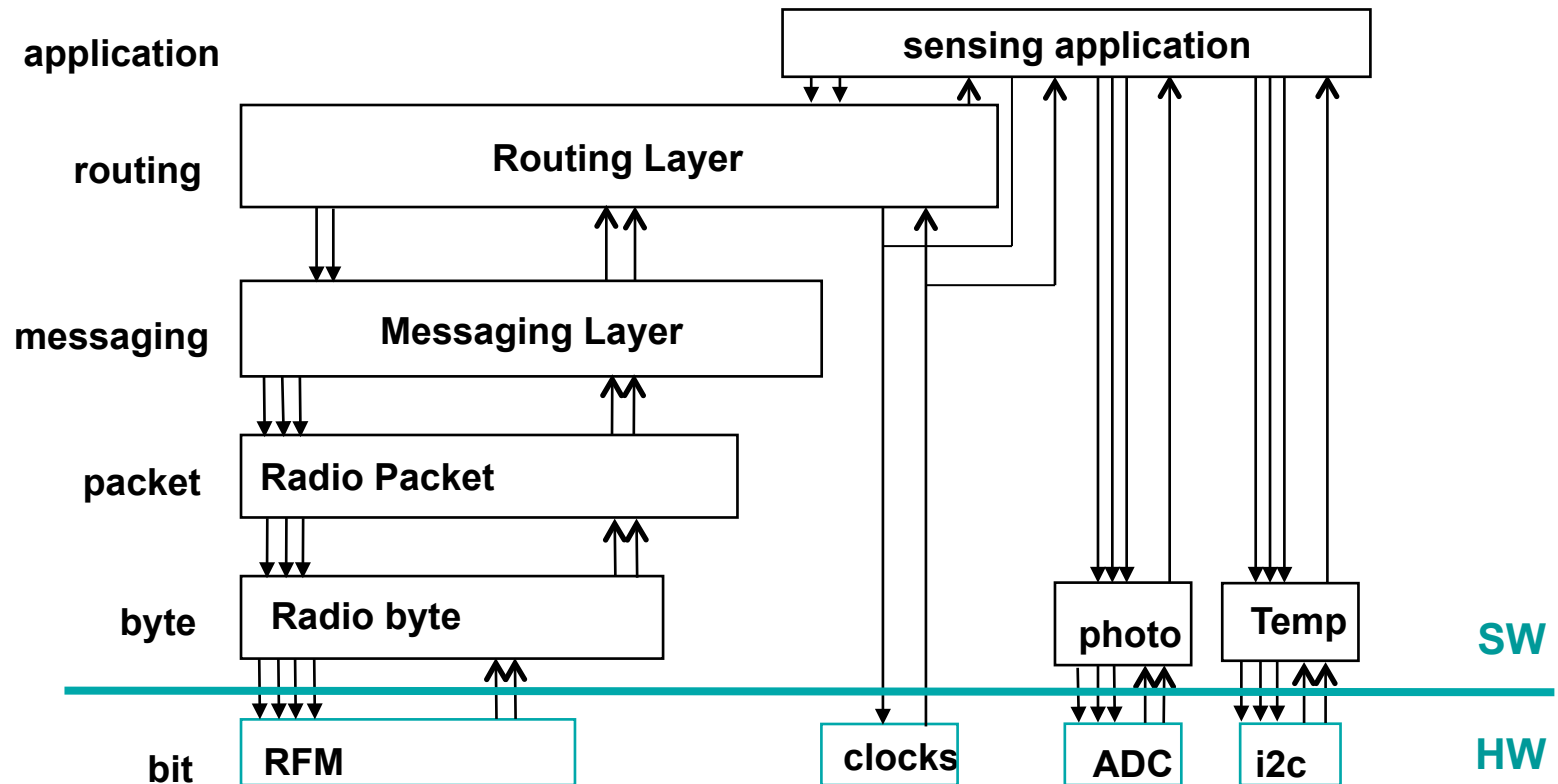 application
sensing application
routing
Routing Layer
messaging
Messaging Layer
packet
Radio Packet
byte
Radio byte
photo
Temp
SW
bit
RFM
clocks
ADC
i2c
HW